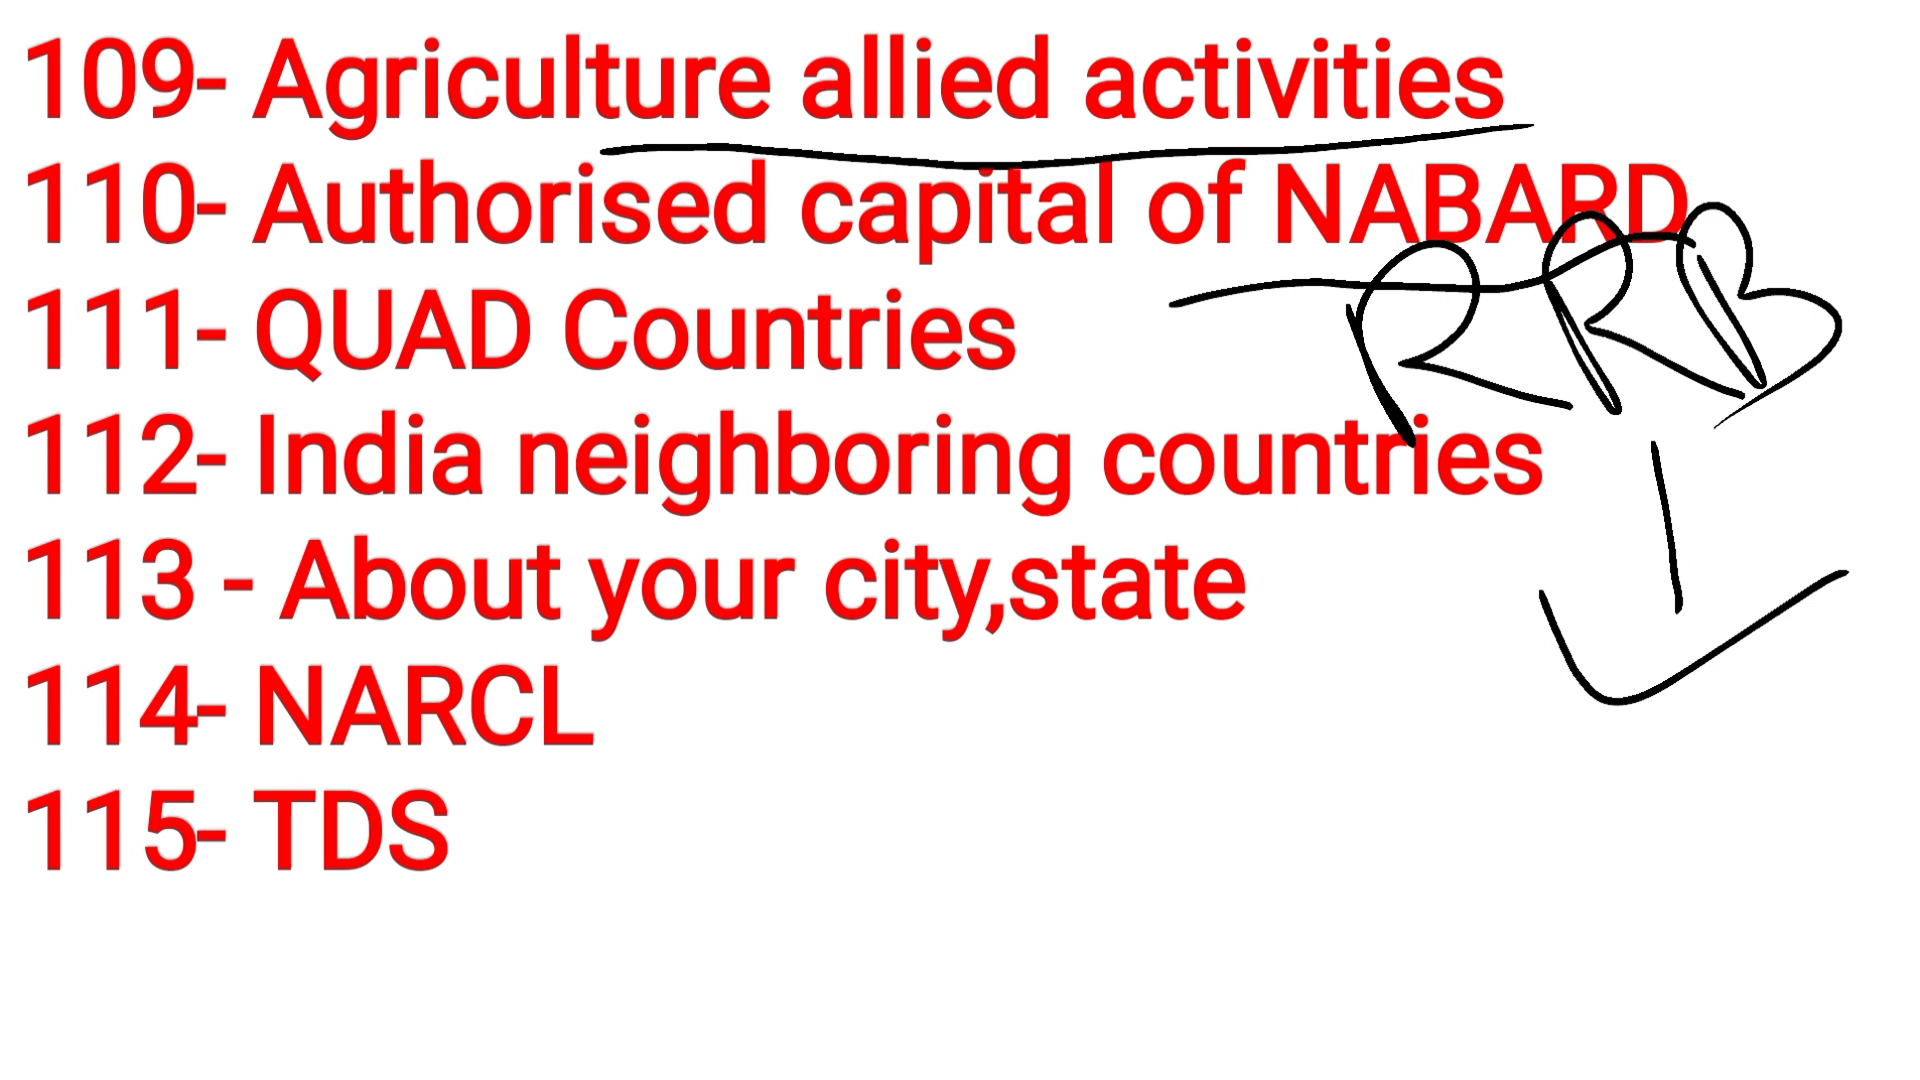 109- Agriculture allied activities
110- Authorised capital of NABARD
RRB
111- QUAD Countries
112- India neighboring countries
113 - About your city,state
114- NARCL
115- TDS